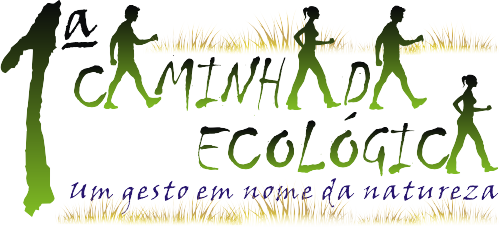 1ª CAMINHADA
ECOLÓGICA
Um gesto em nome da natureza